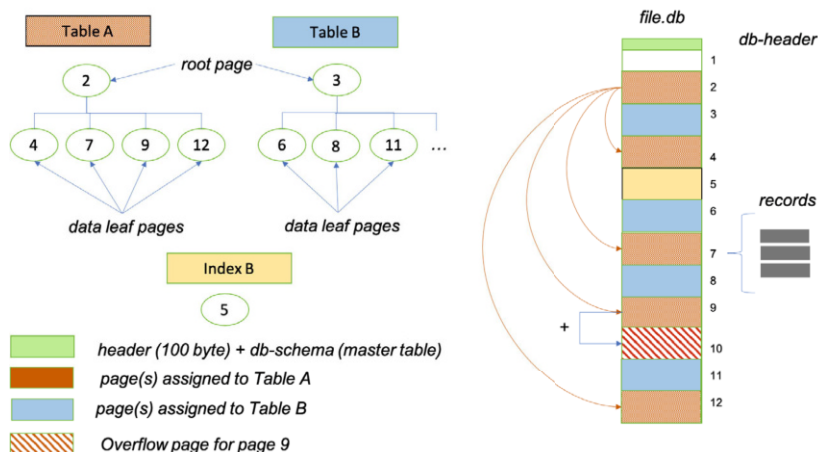 Table A
Table B
root page
2
3
4
7
9
12
6
8
11
...
data leaf pages
data leaf pages
Index B
5
header (100 byte) + db-schema (master table)
page(s) assigned to Table A
page(s) assigned to Table B
Overflow page for page 9
file.db
db-header
1
2
3
4
5
6
7
8
9
10
11
12
records
+